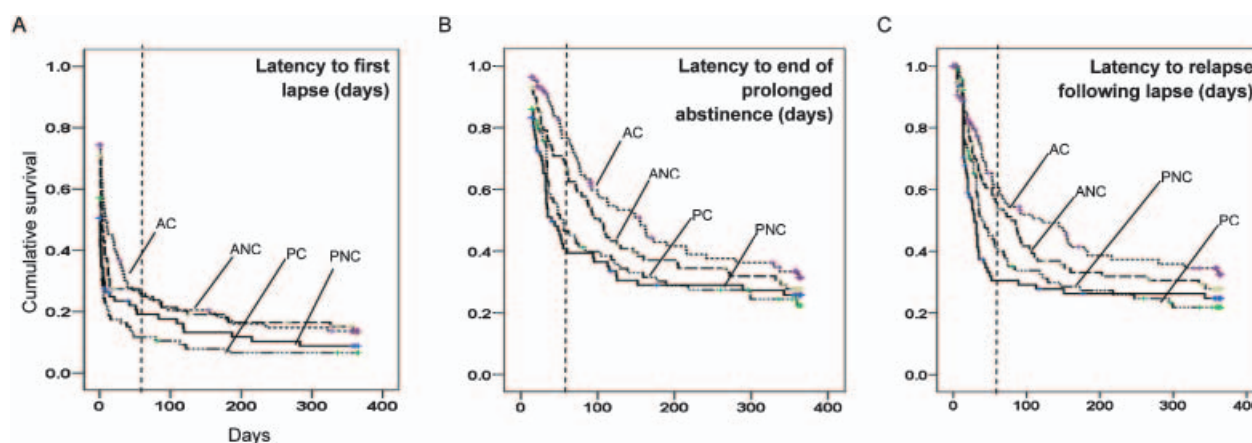 A
Latency to first
lapse (days)
Cumulative survival
1.0
0.8
0.6
0.4
0.2
0.0
AC
ANC
PC
PNC
0
100
200
300
400
Days
B
Latency to end of
prolonged
abstinence (days)
1.0
0.8
0.6
0.4
0.2
0.0
AC
ANC
PC
PNC
0
100
200
300
400
C
Latency to relapse
following lapse (days)
1.0
0.8
0.6
0.4
0.2
0.0
AC
PNC
ANC
PC
0
100
200
300
400